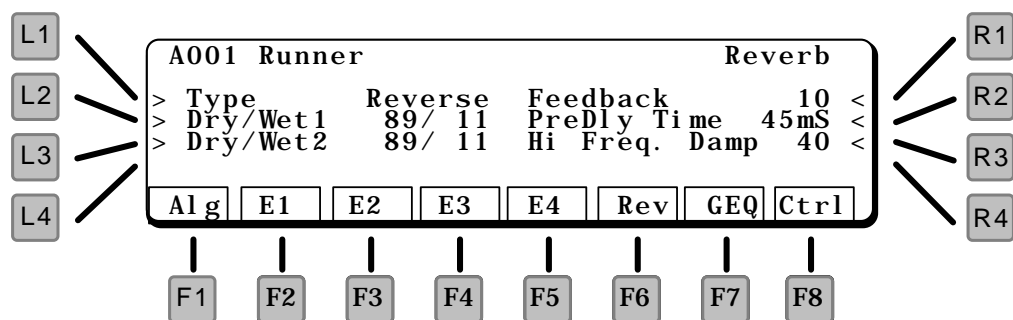 L1
L2
L3
L4
A001 Runner Reverb
> Type Reverse Feedback 10 <
> Dry/Wet1 89/ 11 PreDly Time 45mS <
> Dry/Wet2 89/ 11 Hi Freq. Damp 40 <
Alg E1 E2 E3 E4 Rev GEQ Ctrl
R1
R2
R3
R4
F1 F2 F3 F4 F5 F6 F7 F8